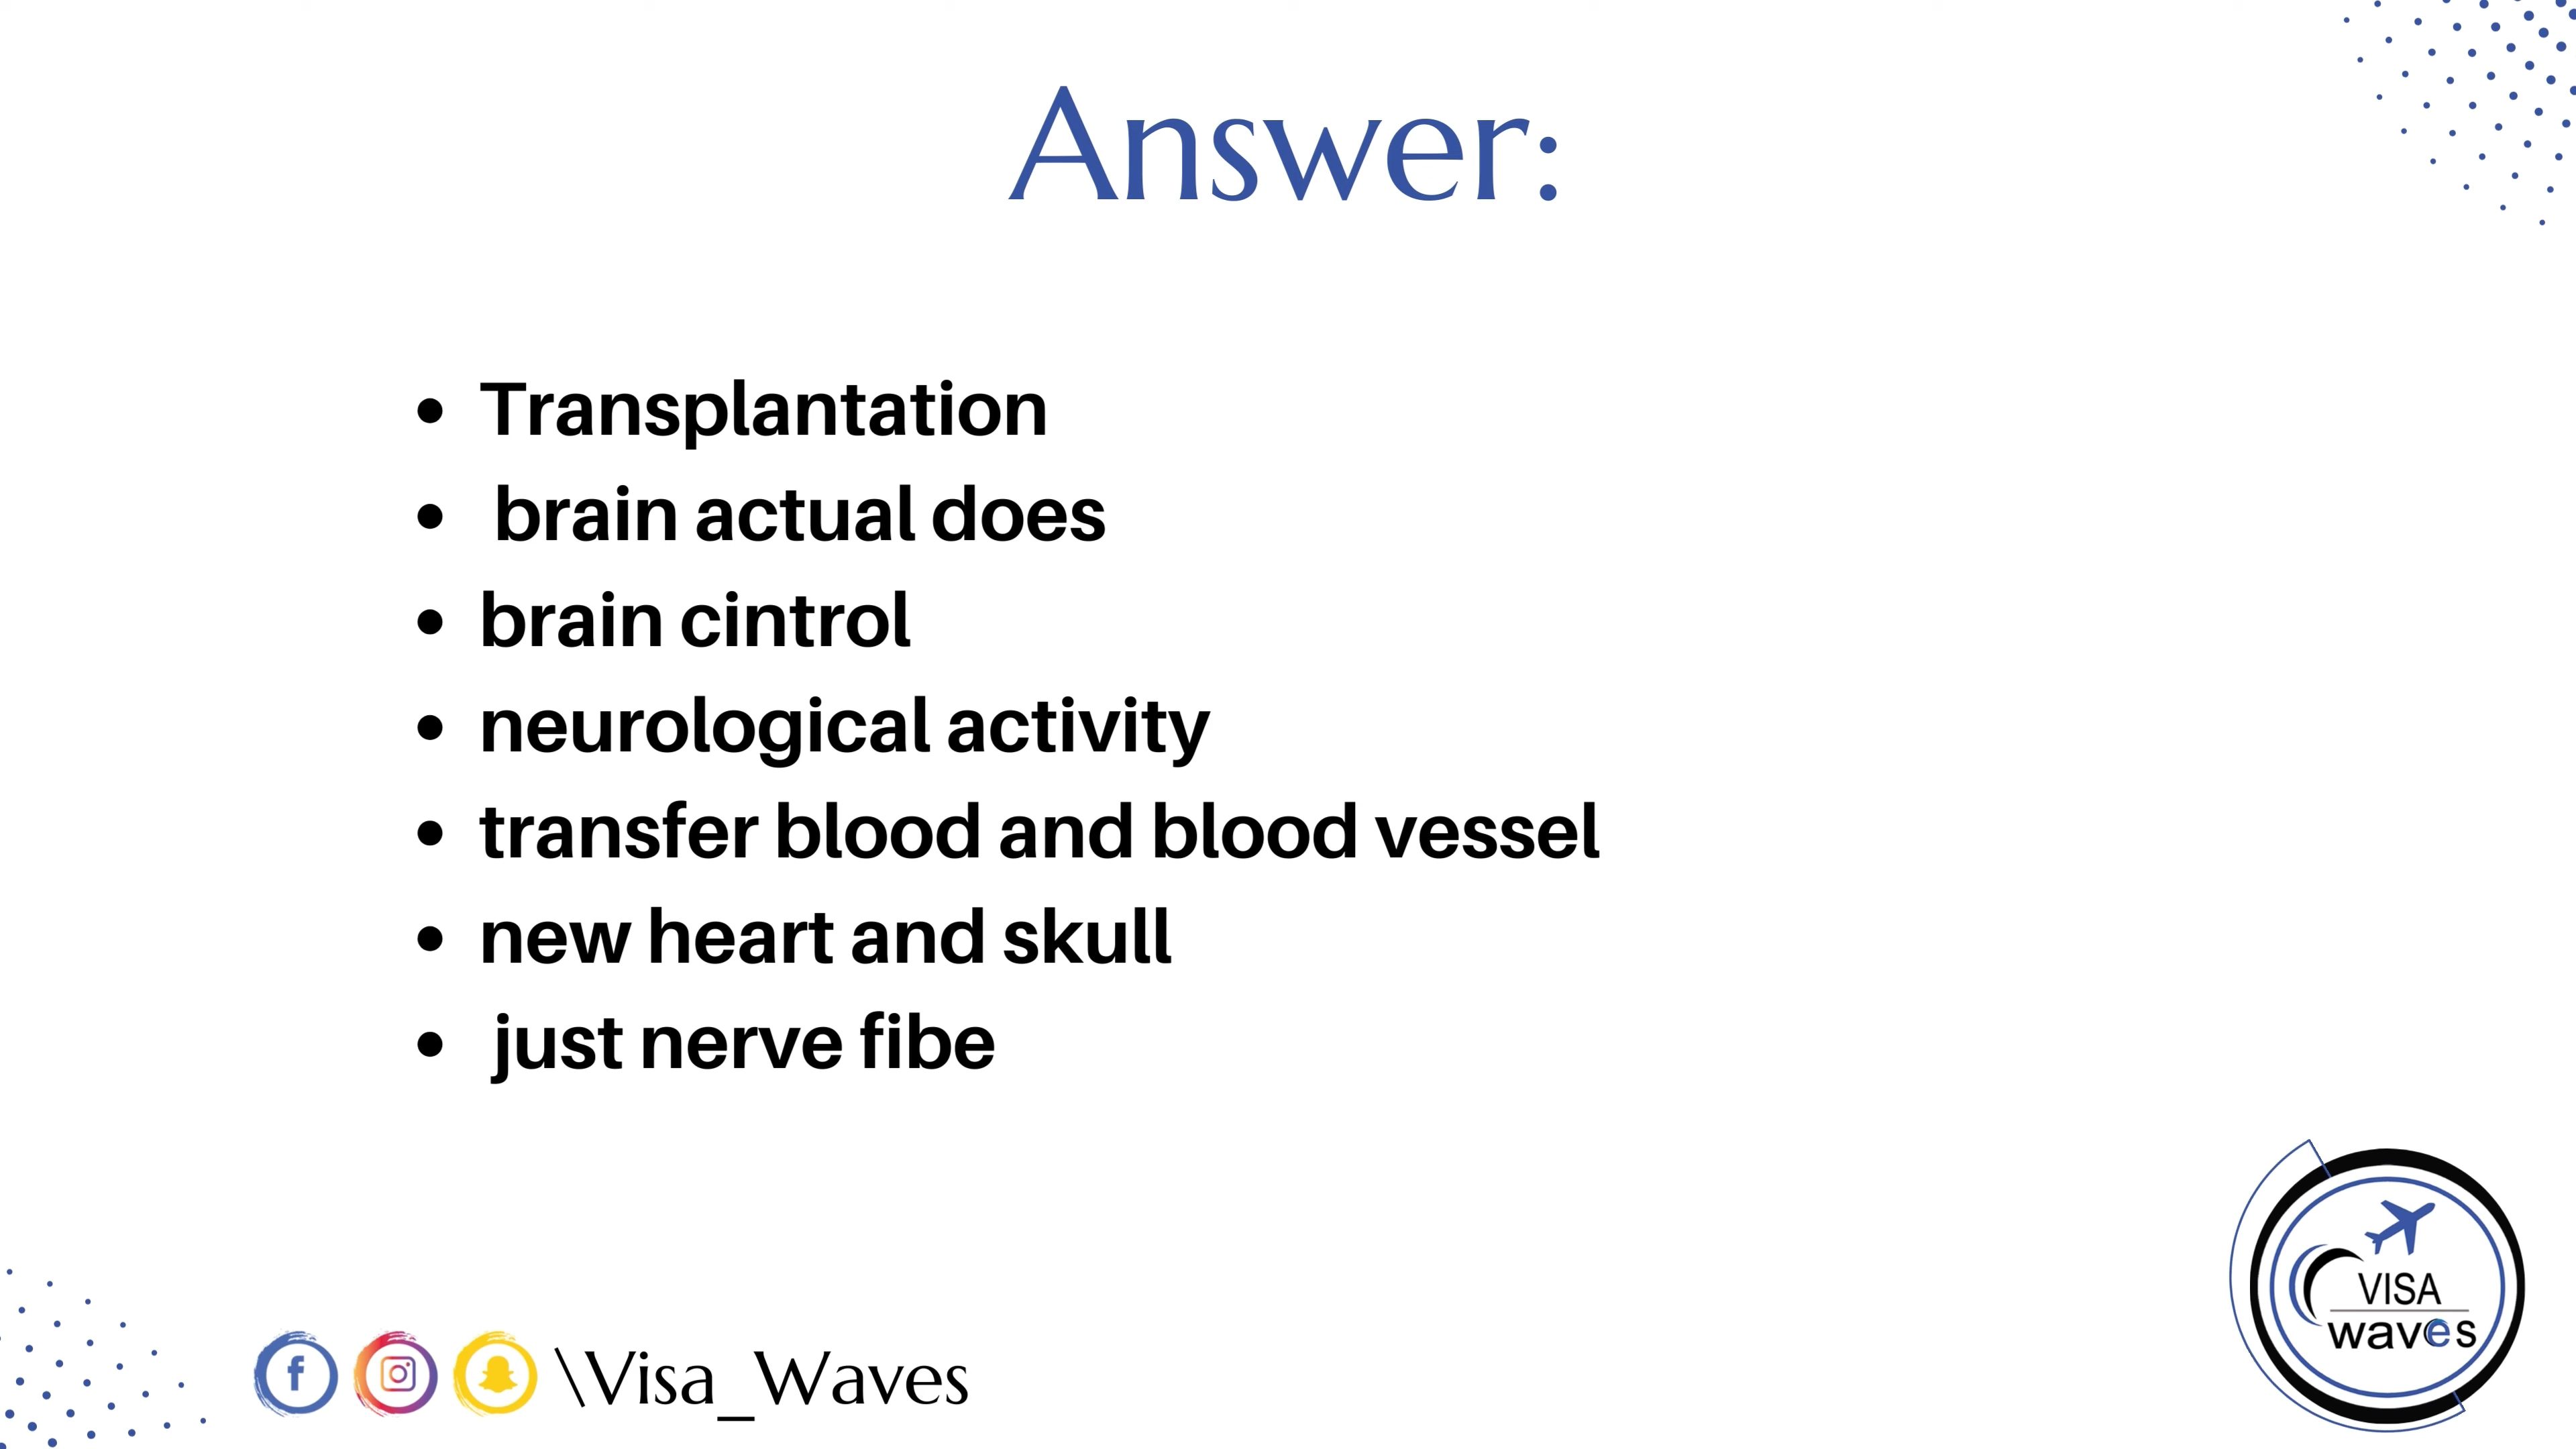 Answer:
• Transplantation
• brain actual does
• brain cintrol
• neurological activity
• transfer blood and blood vessel
• new heart and skull
• just nerve fibe
\Visa_Waves
VISA
waves